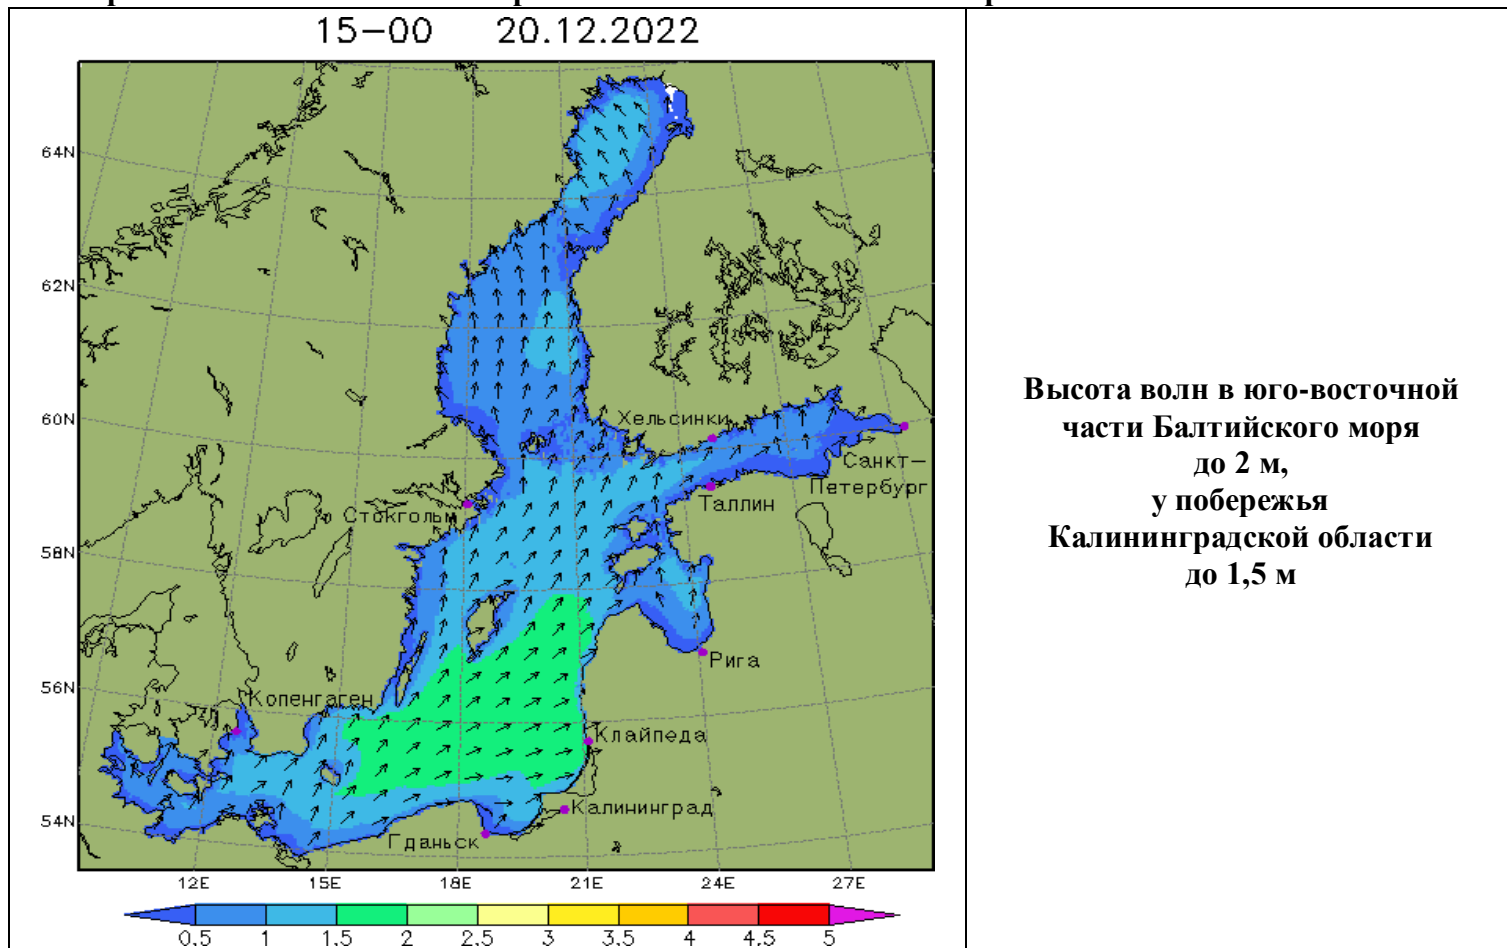 15-00 20.12.2022
64N
62N
60N
58N
56N
54N
Хельсинки
Санкт-
Петербург
Таллин
Стокгольм
Рига
Копенгаген
Клайпеда
Калининград
Гданьск
12E 15E 18E 21E 24E 27E
0,5 1 1,5 2 2,5 3 3,5 4 4,5 5
Высота волн в юго-восточной
части Балтийского моря
до 2 м,
у побережья
Калининградской области
до 1,5 м